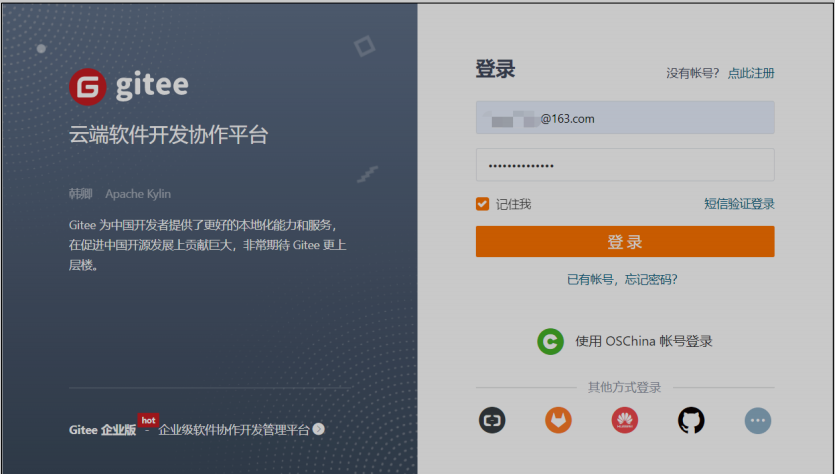 gitee
云端软件开发协作平台
韩卿 Apache Kylin
Gitee 为中国开发者提供了更好的本地化能力和服务，
在促进中国开源发展上贡献巨大，非常期待 Gitee 更上
层楼。
hot
Gitee 企业版 - 企业级软件协作开发管理平台
登录
没有帐号？ 点此注册
@163.com
••••••••••••••
记住我
短信验证登录
登 录
已有帐号，忘记密码？
使用 OSChina 帐号登录
其他方式登录
HUAWEI